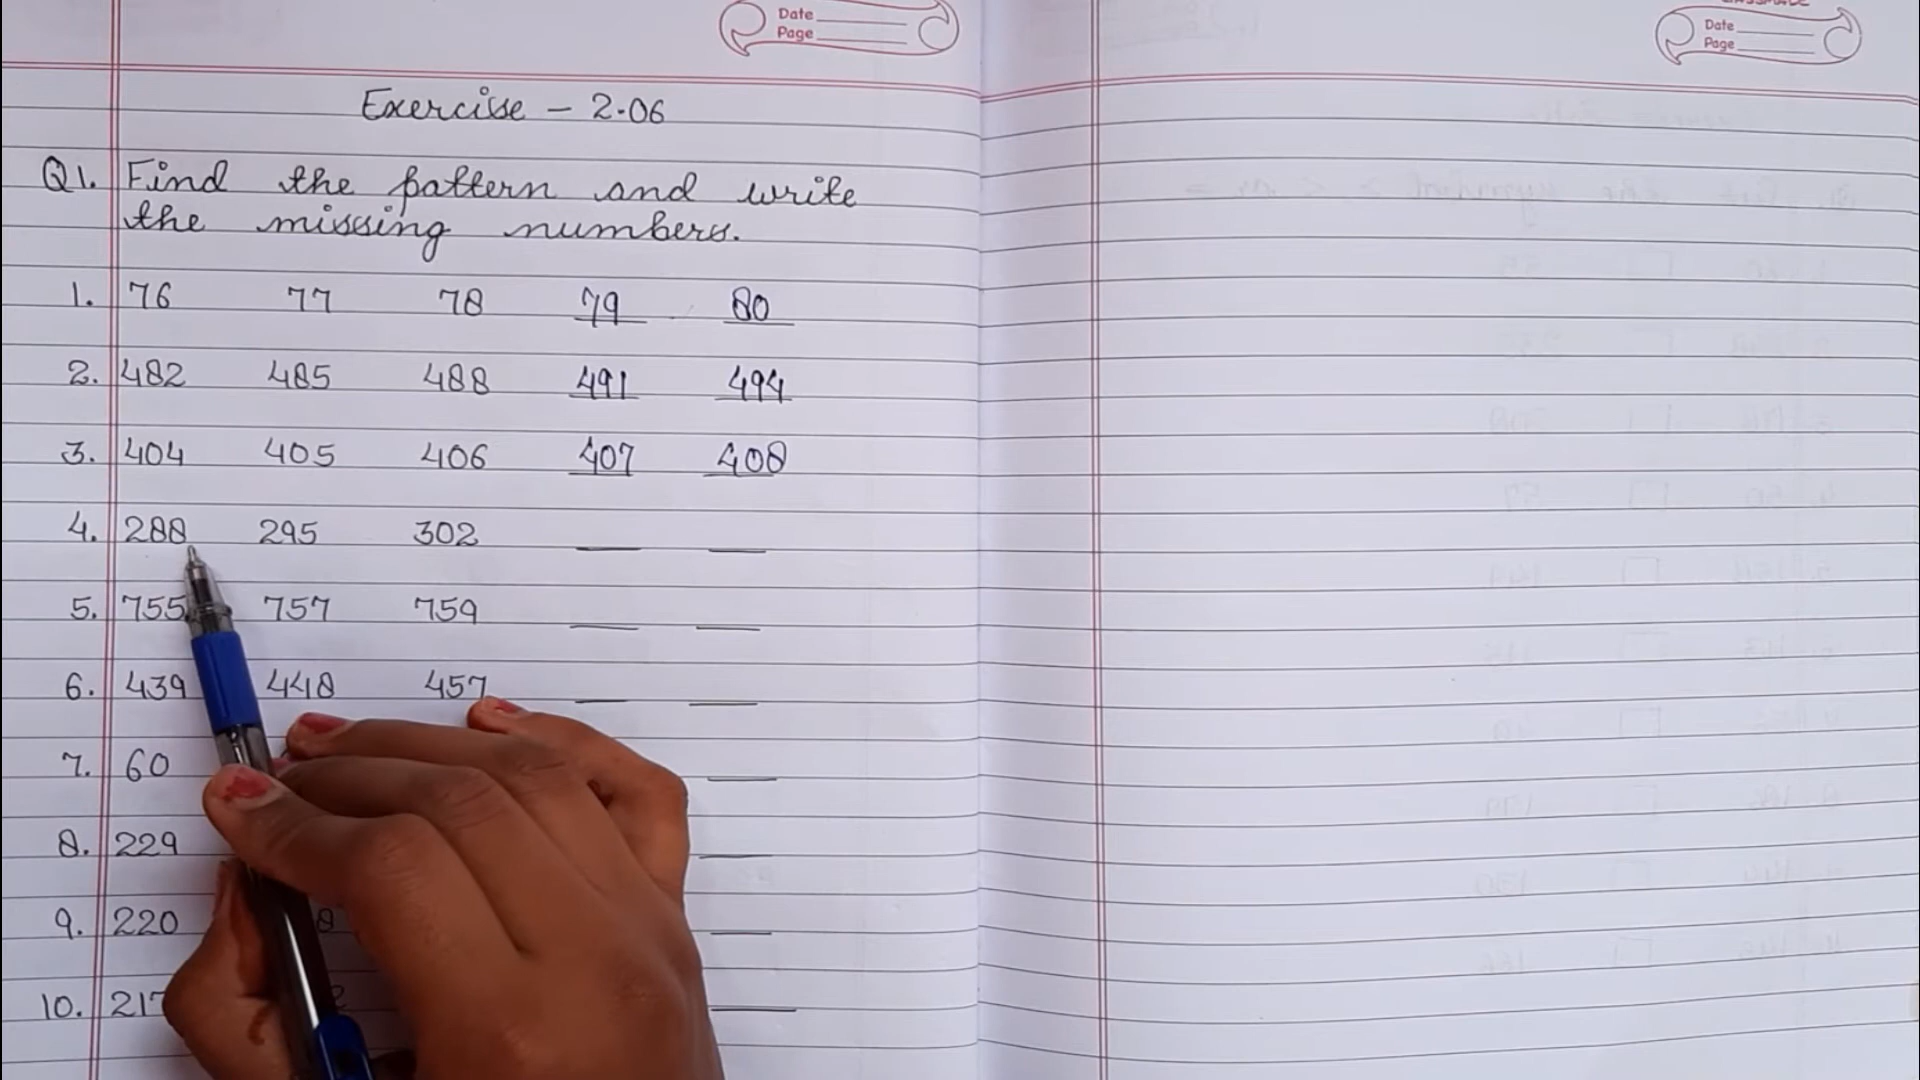 Date
Page
Date
Page
Exercise - 2.06
Q1. Find the pattern and write
the missing numbers.
1. 76 77 78 79 80
2. 482 485 488 491 494
3. 404 405 406 407 408
4. 288 295 302
5. 755 757 759
6. 439 448 457
7. 60
8. 229
9. 220
10. 217